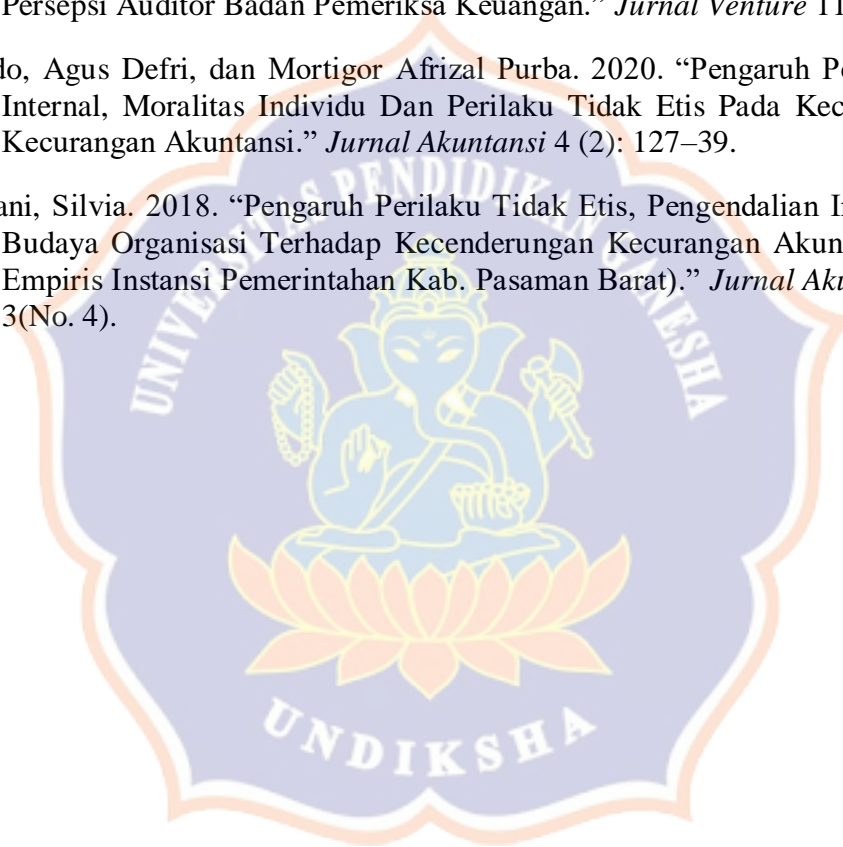 Persepsi Auditor Badan Pemeriksa Keuangan.” Jurnal Venture 11
do, Agus Defri, dan Mortigor Afrizal Purba. 2020. “Pengaruh Pe
Internal, Moralitas Individu Dan Perilaku Tidak Etis Pada Kec
Kecurangan Akuntansi.” Jurnal Akuntansi 4 (2): 127–39.
ani, Silvia. 2018. “Pengaruh Perilaku Tidak Etis, Pengendalian I
Budaya Organisasi Terhadap Kecenderungan Kecurangan Akun
Empiris Instansi Pemerintahan Kab. Pasaman Barat).” Jurnal Aku
3(No. 4).
UNIVERSITAS PENDIDIKAN GANESHA
UNDIKSHA